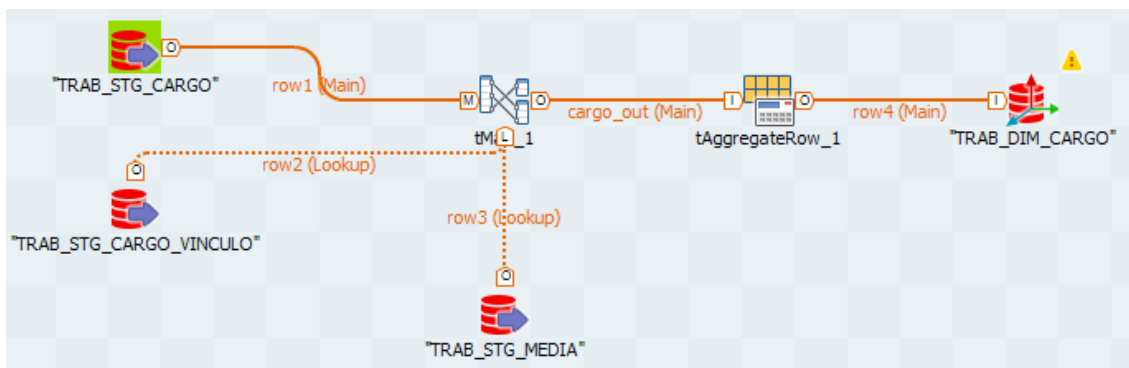 "TRAB_STG_CARGO"
row1 (Main)
M
O
cargo_out (Main)
I
O
row4 (Main)
I
O
L
tAggregateRow_1
"TRAB_DIM_CARGO"
row2 (Lookup)
O
row3 (Lookup)
"TRAB_STG_CARGO_VINCULO"
O
"TRAB_STG_MEDIA"